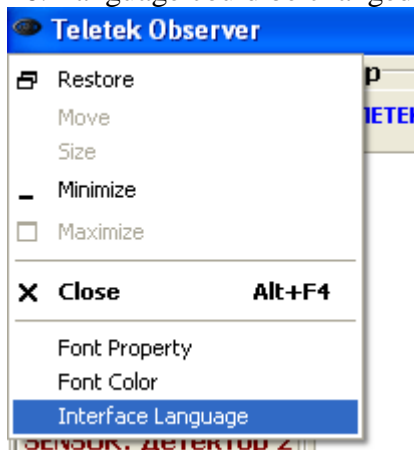 Teletek Observer
Restore
Move
Size
Minimize
Maximize
Close Alt+F4
Font Property
Font Color
Interface Language